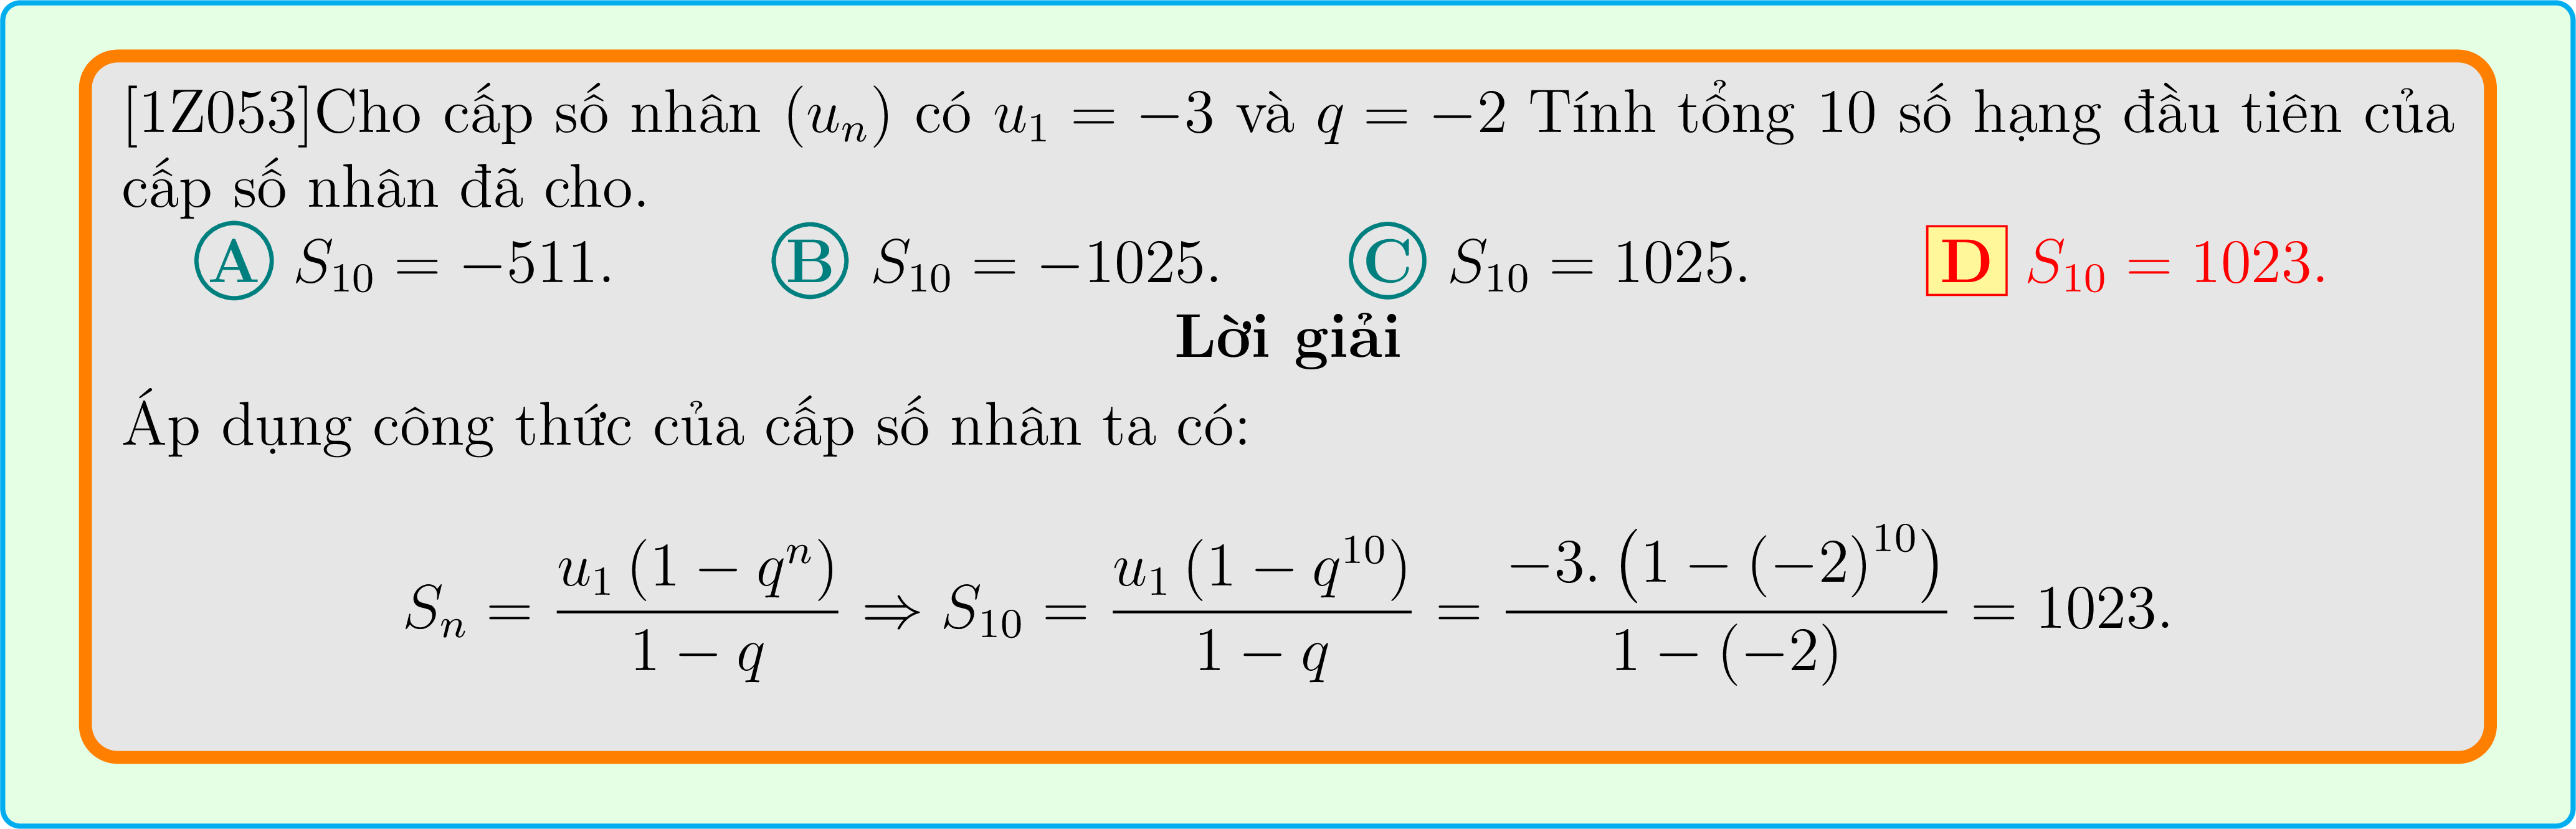 [1Z053]Cho cấp số nhân $(u_n)$ có $u_1 = -3$ và $q = -2$ Tính tổng 10 số hạng đầu tiên của
cấp số nhân đã cho.
A $S_{10} = -511.$ B $S_{10} = -1025.$ C $S_{10} = 1025.$ D $S_{10} = 1023.$
Lời giải
Áp dụng công thức của cấp số nhân ta có:
$S_n = \frac{u_1 (1 - q^n)}{1 - q} \Rightarrow S_{10} = \frac{u_1 (1 - q^{10})}{1 - q} = \frac{-3. (1 - (-2)^{10})}{1 - (-2)} = 1023.$